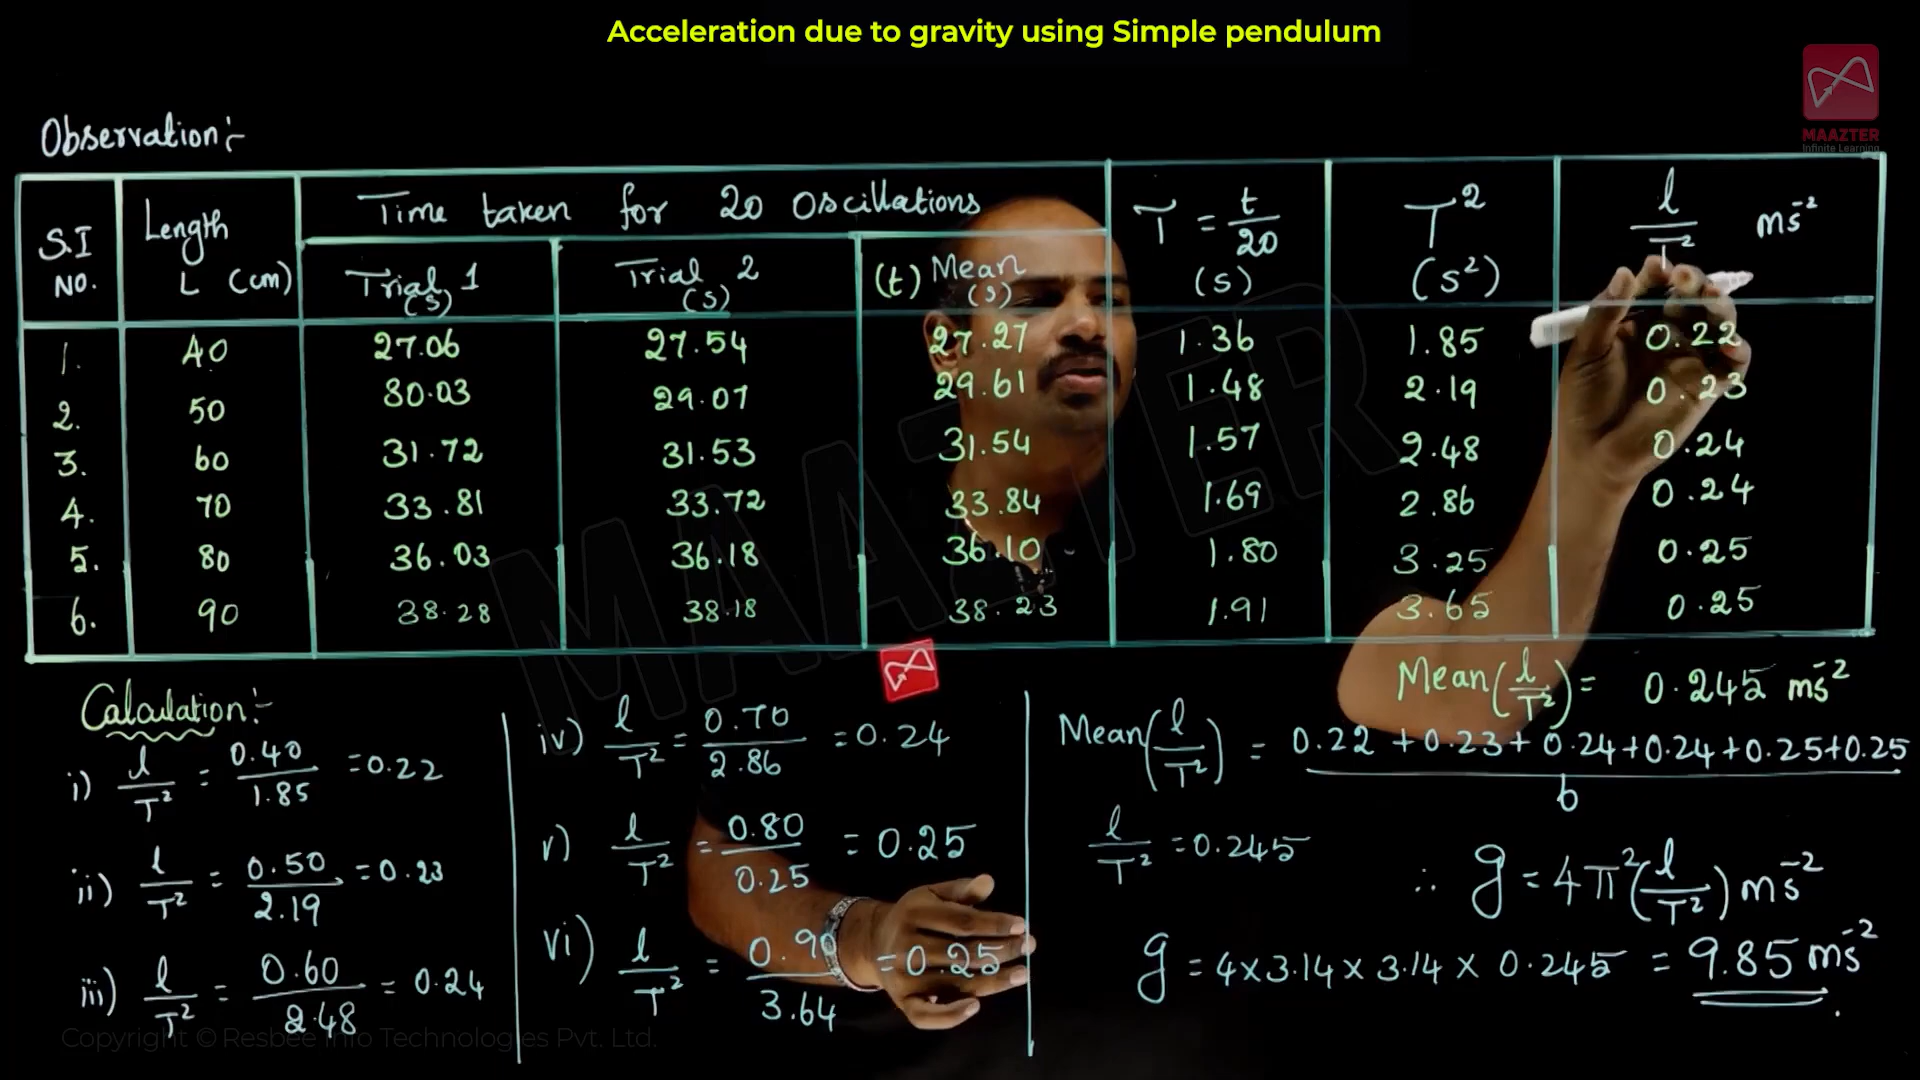 Acceleration due to gravity using Simple pendulum
MAAZTER
Infinite Learning
Observation:-
S.I NO. | Length L (cm) | Time taken for 20 Oscillations | T = t/20 (s) | T² (s²) | l/T² ms⁻²
Trial 1 (s) | Trial 2 (s) | (t) Mean (s)
1. 40 27.06 27.54 27.27 1.36 1.85 0.22
2. 50 80.03 29.07 29.61 1.48 2.19 0.23
3. 60 31.72 31.53 31.54 1.57 2.48 0.24
4. 70 33.81 33.72 33.84 1.69 2.86 0.24
5. 80 36.03 36.18 36.10 1.80 3.25 0.25
6. 90 38.28 38.18 38.23 1.91 3.65 0.25
MAAZTER
Mean (l/T²) = 0.245 ms⁻²
Calculation:-
i) l/T² = 0.40/1.85 = 0.22
ii) l/T² = 0.50/2.19 = 0.23
iii) l/T² = 0.60/2.48 = 0.24
iv) l/T² = 0.70/2.86 = 0.24
v) l/T² = 0.80/0.25 = 0.25
vi) l/T² = 0.90/3.64 = 0.25
Mean (l/T²) = 0.22 + 0.23 + 0.24 + 0.24 + 0.25 + 0.25 / 6
l/T² = 0.245
∴ g = 4π² (l/T²) ms⁻²
g = 4 × 3.14 × 3.14 × 0.245 = 9.85 ms⁻².
Copyright © Resbee Info Technologies Pvt. Ltd.